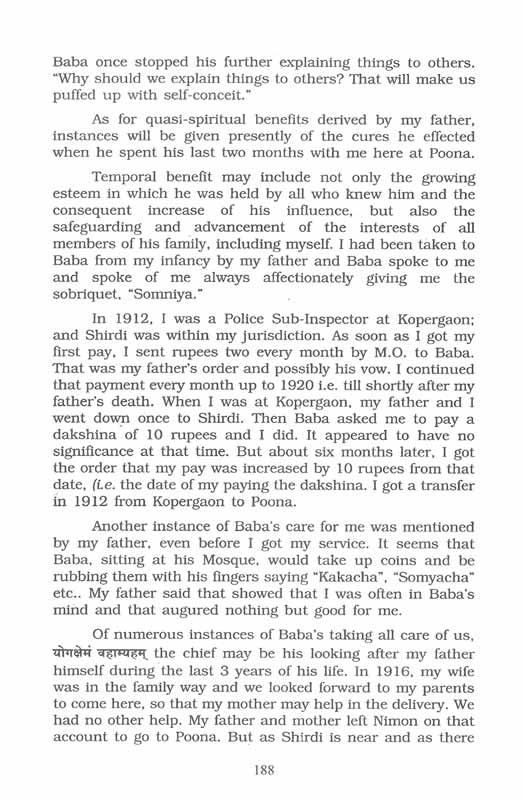 Baba once stopped his further explaining things to others.
“Why should we explain things to others? That will make us
puffed up with self-conceit.”
As for quasi-spiritual benefits derived by my father,
instances will be given presently of the cures he effected
when he spent his last two months with me here at Poona.
Temporal benefit may include not only the growing
esteem in which he was held by all who knew him and the
consequent increase of his influence, but also the
safeguarding and advancement of the interests of all
members of his family, including myself. I had been taken to
Baba from my infancy by my father and Baba spoke to me
and spoke of me always affectionately giving me the
sobriquet, “Somniya.”
In 1912, I was a Police Sub-Inspector at Kopergaon;
and Shirdi was within my jurisdiction. As soon as I got my
first pay, I sent rupees two every month by M.O. to Baba.
That was my father's order and possibly his vow. I continued
that payment every month up to 1920 i.e. till shortly after my
father's death. When I was at Kopergaon, my father and I
went down once to Shirdi. Then Baba asked me to pay a
dakshina of 10 rupees and I did. It appeared to have no
significance at that time. But about six months later, I got
the order that my pay was increased by 10 rupees from that
date, (i.e. the date of my paying the dakshina. I got a transfer
in 1912 from Kopergaon to Poona.
Another instance of Baba's care for me was mentioned
by my father, even before I got my service. It seems that
Baba, sitting at his Mosque, would take up coins and be
rubbing them with his fingers saying “Kakacha”, “Somyacha”
etc.. My father said that showed that I was often in Baba's
mind and that augured nothing but good for me.
Of numerous instances of Baba's taking all care of us,
योगक्षेमं वहाम्यहम् the chief may be his looking after my father
himself during the last 3 years of his life. In 1916, my wife
was in the family way and we looked forward to my parents
to come here, so that my mother may help in the delivery. We
had no other help. My father and mother left Nimon on that
account to go to Poona. But as Shirdi is near and as there
188